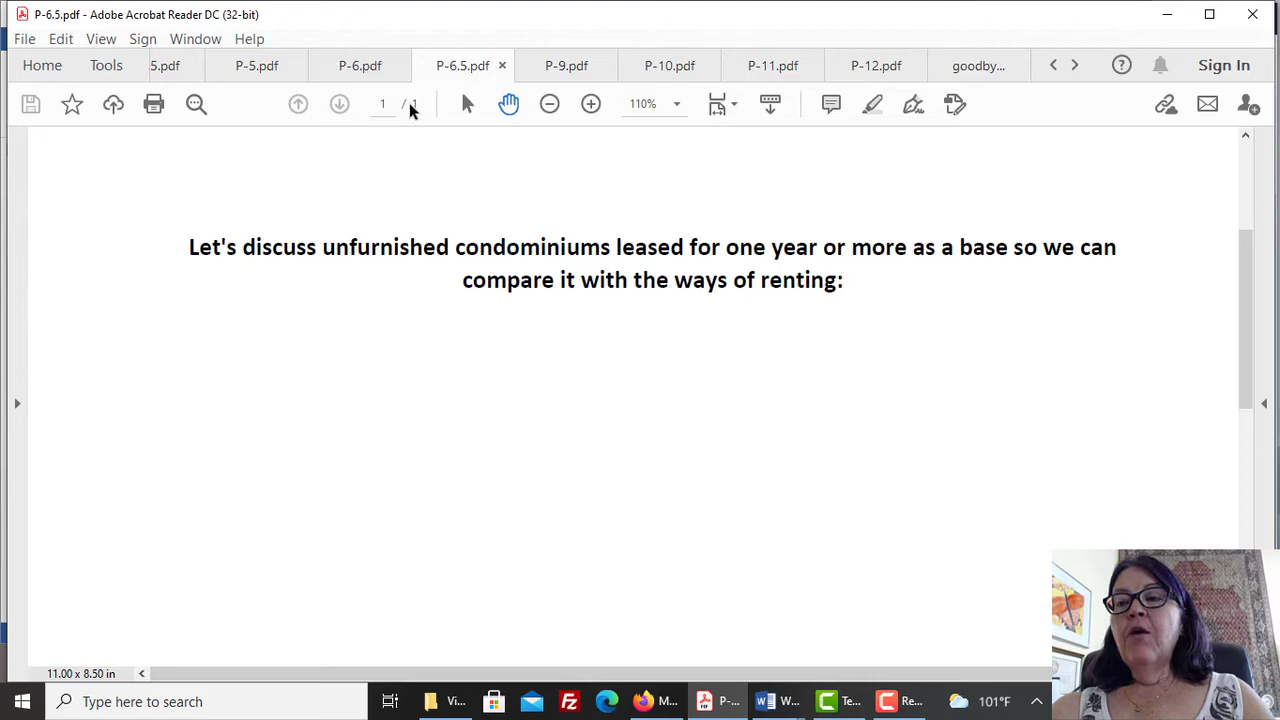 P-6.5.pdf - Adobe Acrobat Reader DC (32-bit)
File Edit View Sign Window Help
Home Tools 5.pdf P-5.pdf P-6.pdf P-6.5.pdf P-9.pdf P-10.pdf P-11.pdf P-12.pdf goodby... Sign In
1 / 1 110%
Let's discuss unfurnished condominiums leased for one year or more as a base so we can
compare it with the ways of renting:
11.00 x 8.50 in
Type here to search Vi... M... P-... W... Te... Re... 101°F